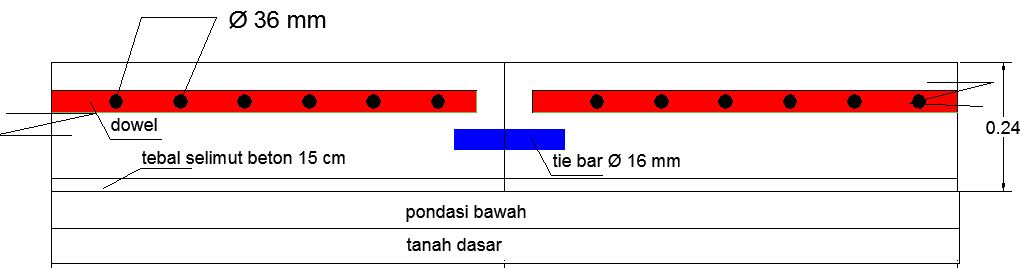 Ø 36 mm
dowel
0.24
tebal selimut beton 15 cm
tie bar Ø 16 mm
pondasi bawah
tanah dasar